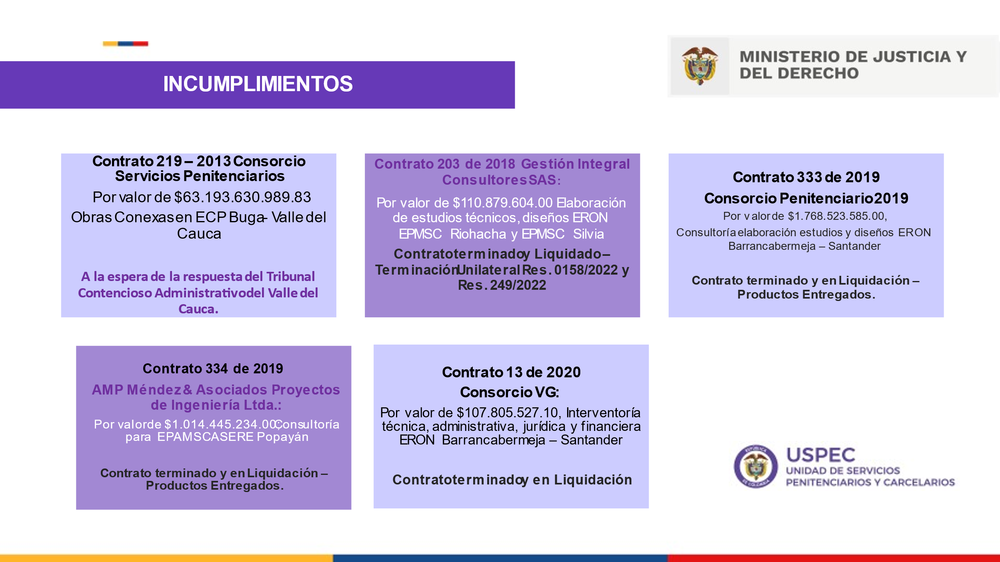 MINISTERIO DE JUSTICIA Y
DEL DERECHO
INCUMPLIMIENTOS
Contrato 219 – 2013 Consorcio
Servicios Penitenciarios
Por valor de $63.193.630.989.83
Obras Conexas en ECP Buga- Valle del
Cauca
A la espera de la respuesta del Tribunal
Contencioso Administrativo del Valle del
Cauca.
Contrato 203 de 2018 Gestión Integral
Consultores SAS:
Por valor de $110.879.604.00 Elaboración
de estudios técnicos, diseños ERON
EPMSC Riohacha y EPMSC Silvia
Contrato terminado y Liquidado –
Terminación Unilateral Res. 0158/2022 y
Res. 249/2022
Contrato 333 de 2019
Consorcio Penitenciario 2019
Por valor de $1.768.523.585.00,
Consultoría elaboración estudios y diseños ERON
Barrancabermeja – Santander
Contrato terminado y en Liquidación –
Productos Entregados.
Contrato 334 de 2019
AMP Méndez & Asociados Proyectos
de Ingeniería Ltda.:
Por valor de $1.014.445.234.00; Consultoría
para EPAMSCASERE Popayán
Contrato terminado y en Liquidación –
Productos Entregados.
Contrato 13 de 2020
Consorcio VG:
Por valor de $107.805.527.10, Interventoría
técnica, administrativa, jurídica y financiera
ERON Barrancabermeja – Santander
Contrato terminado y en Liquidación
USPEC
UNIDAD DE SERVICIOS
PENITENCIARIOS Y CARCELARIOS